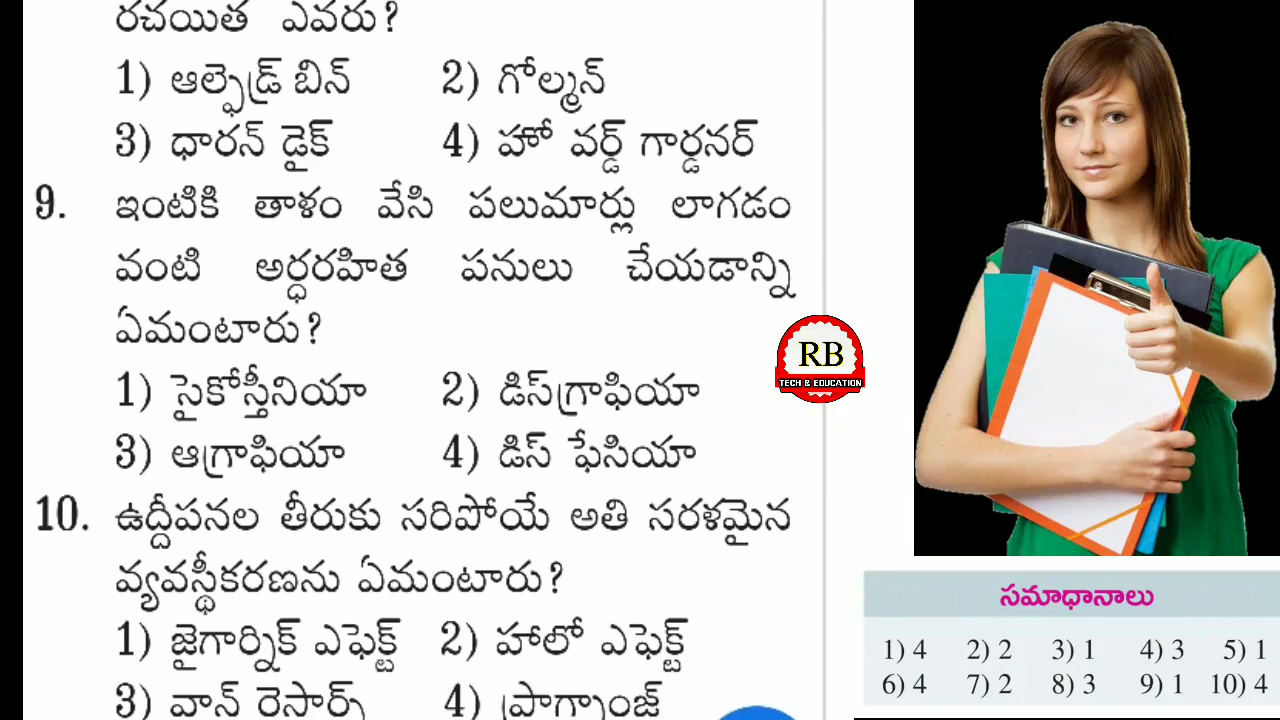 రచయిత ఎవరు?
1) ఆల్ఫ్రెడ్ బిన్ 2) గోల్మన్
3) ధారన్ డైక్ 4) హో వర్డ్ గార్డనర్
9. ఇంటికి తాళం వేసి పలుమార్లు లాగడం
వంటి అర్ధరహిత పనులు చేయడాన్ని
ఏమంటారు?
1) సైకోస్తీనియా 2) డిస్‌గ్రాఫియా
3) ఆగ్రాఫియా 4) డిస్ ఫేసియా
10. ఉద్దీపనల తీరుకు సరిపోయే అతి సరళమైన
వ్యవస్థీకరణను ఏమంటారు?
1) జైగార్నిక్ ఎఫెక్ట్ 2) హాలో ఎఫెక్ట్
3) వాన్ రెస్టార్ఫ్ 4) ప్రాగ్నాంజ్
RB
TECH & EDUCATION
సమాధానాలు
1) 4 2) 2 3) 1 4) 3 5) 1
6) 4 7) 2 8) 3 9) 1 10) 4